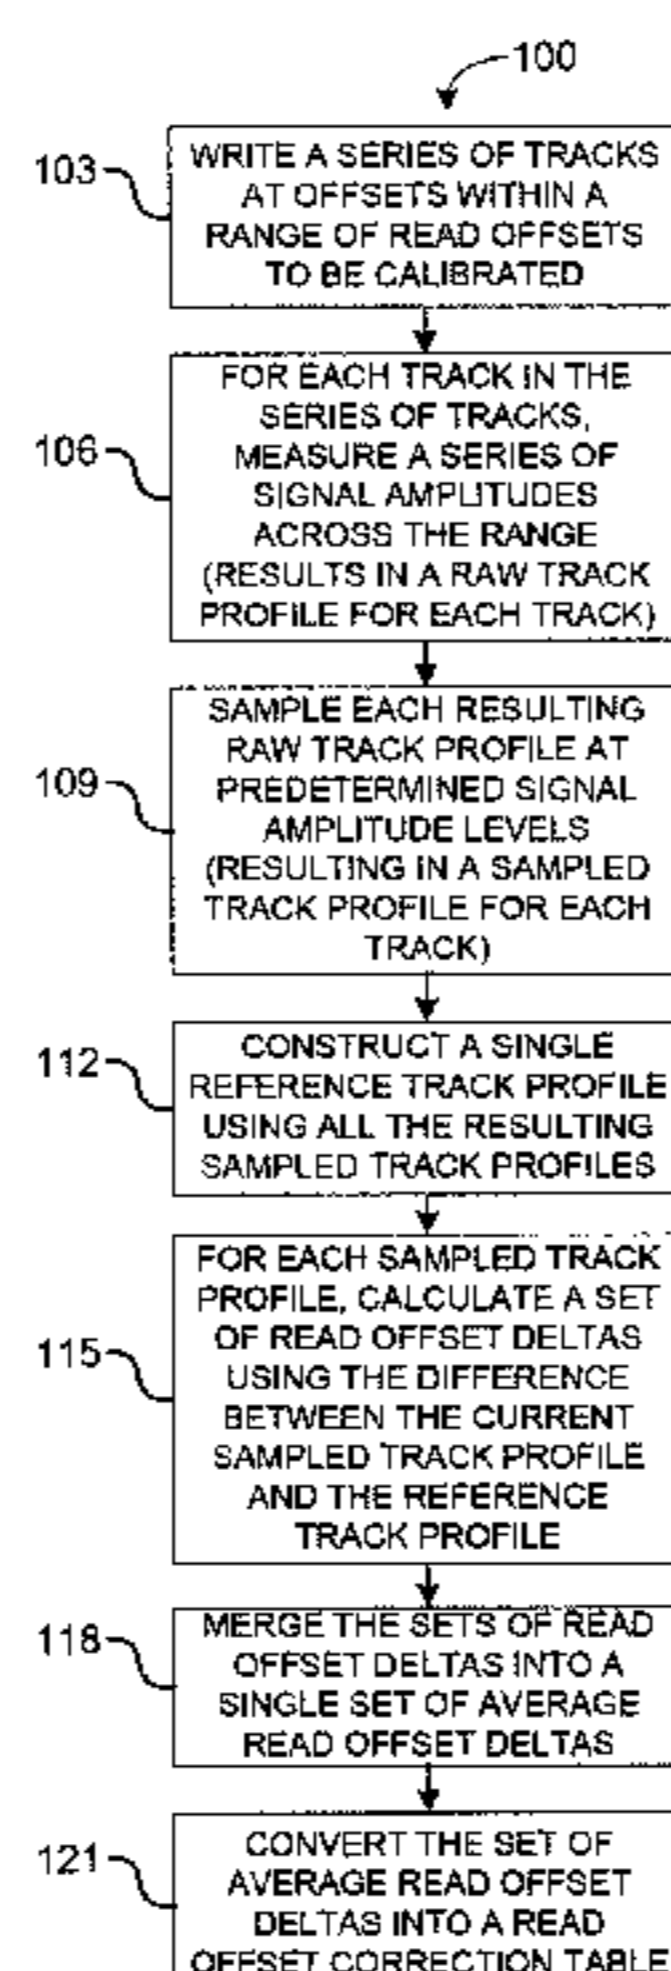 100
103
WRITE A SERIES OF TRACKS
AT OFFSETS WITHIN A
RANGE OF READ OFFSETS
TO BE CALIBRATED
106
FOR EACH TRACK IN THE
SERIES OF TRACKS,
MEASURE A SERIES OF
SIGNAL AMPLITUDES
ACROSS THE RANGE
(RESULTS IN A RAW TRACK
PROFILE FOR EACH TRACK)
109
SAMPLE EACH RESULTING
RAW TRACK PROFILE AT
PREDETERMINED SIGNAL
AMPLITUDE LEVELS
(RESULTING IN A SAMPLED
TRACK PROFILE FOR EACH
TRACK)
112
CONSTRUCT A SINGLE
REFERENCE TRACK PROFILE
USING ALL THE RESULTING
SAMPLED TRACK PROFILES
115
FOR EACH SAMPLED TRACK
PROFILE, CALCULATE A SET
OF READ OFFSET DELTAS
USING THE DIFFERENCE
BETWEEN THE CURRENT
SAMPLED TRACK PROFILE
AND THE REFERENCE
TRACK PROFILE
118
MERGE THE SETS OF READ
OFFSET DELTAS INTO A
SINGLE SET OF AVERAGE
READ OFFSET DELTAS
121
CONVERT THE SET OF
AVERAGE READ OFFSET
DELTAS INTO A READ
OFFSET CORRECTION TABLE